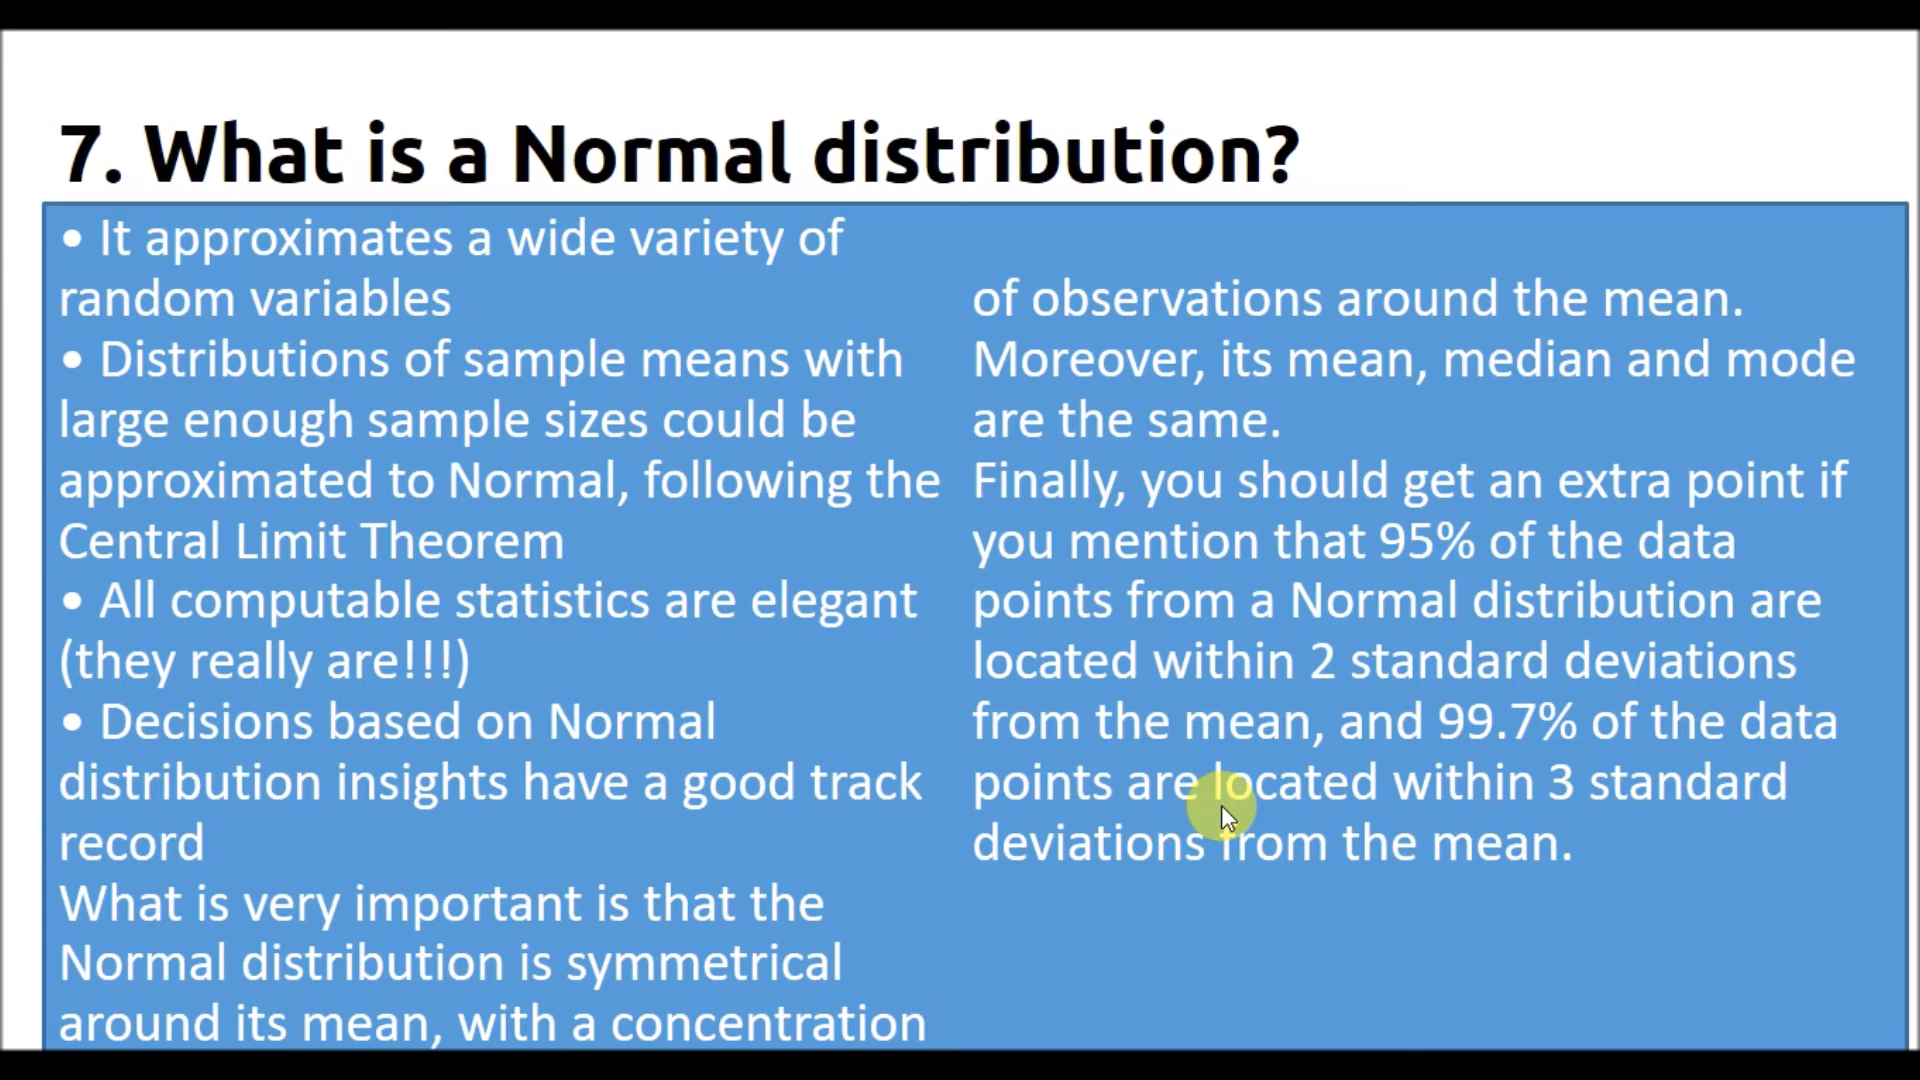 7. What is a Normal distribution?
• It approximates a wide variety of
random variables
• Distributions of sample means with
large enough sample sizes could be
approximated to Normal, following the
Central Limit Theorem
• All computable statistics are elegant
(they really are!!!)
• Decisions based on Normal
distribution insights have a good track
record
What is very important is that the
Normal distribution is symmetrical
around its mean, with a concentration
of observations around the mean.
Moreover, its mean, median and mode
are the same.
Finally, you should get an extra point if
you mention that 95% of the data
points from a Normal distribution are
located within 2 standard deviations
from the mean, and 99.7% of the data
points are located within 3 standard
deviations from the mean.